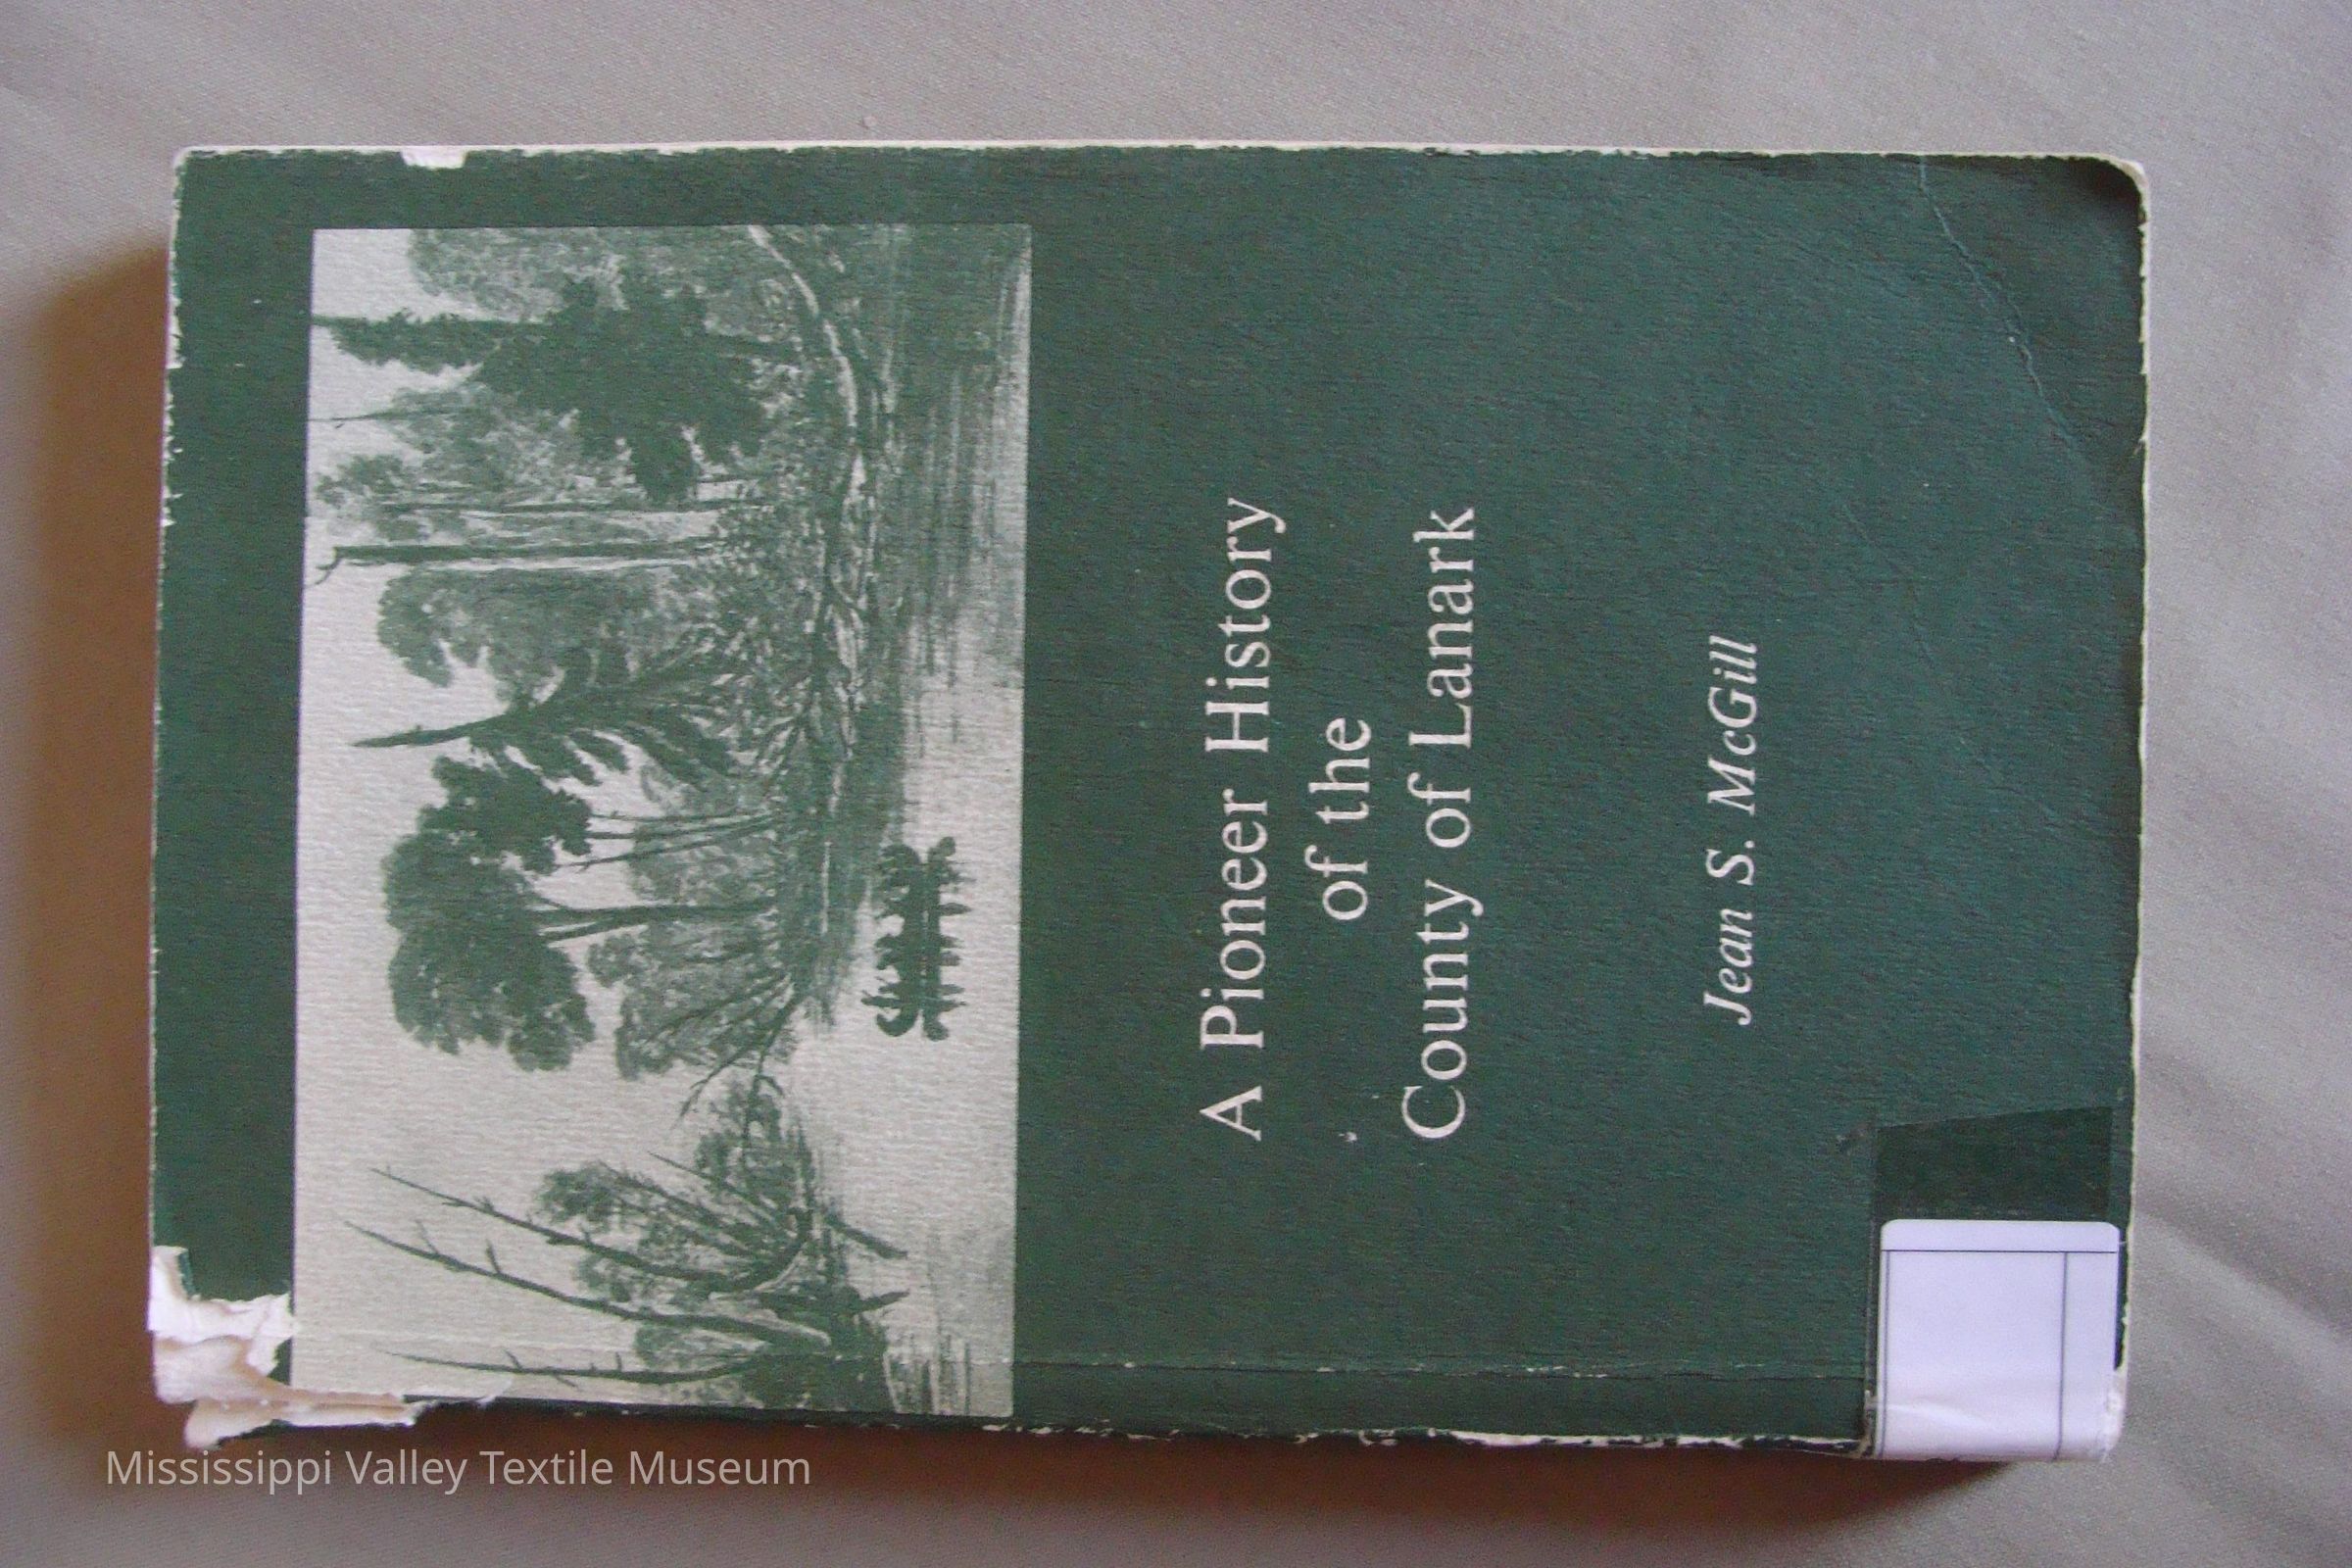 A Pioneer History
of the
County of Lanark
Jean S. McGill
Mississippi Valley Textile Museum